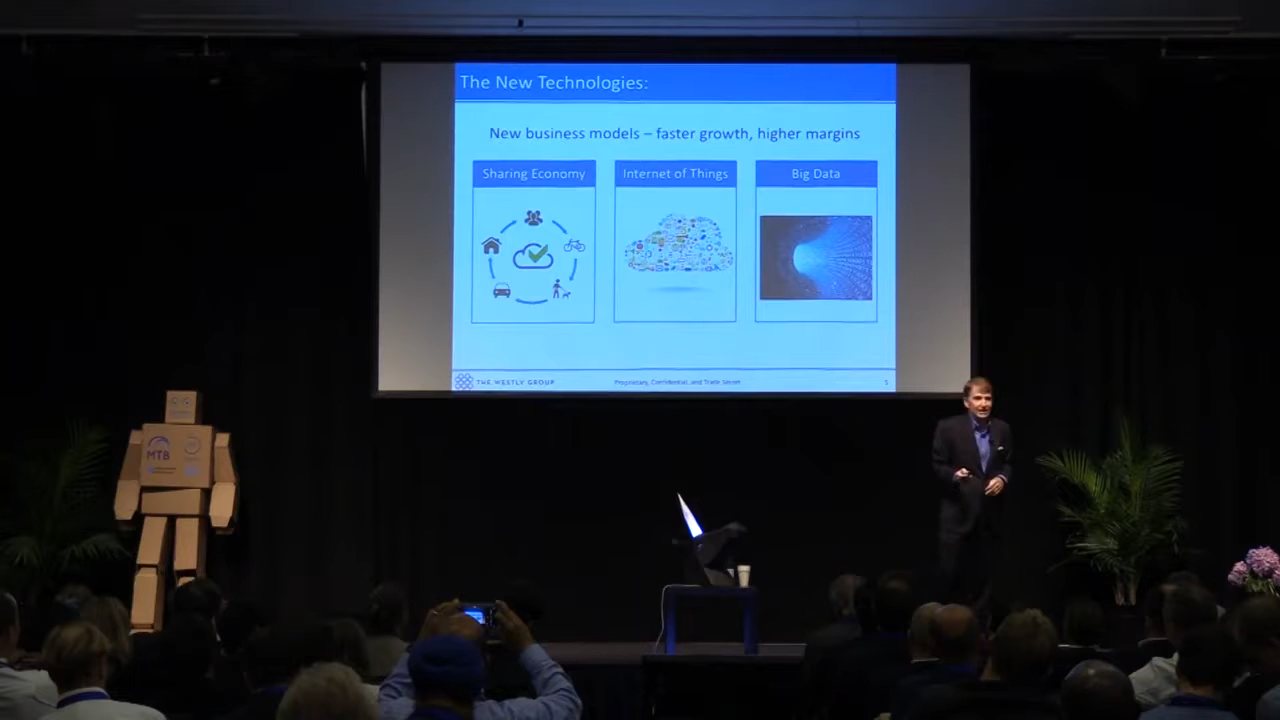 The New Technologies:
New business models – faster growth, higher margins
Sharing Economy
Internet of Things
Big Data
THE WESTLY GROUP
Proprietary, Confidential, and Trade Secret
5
MTB